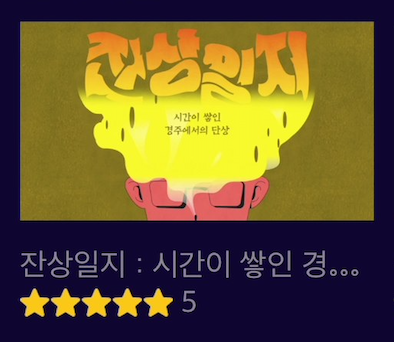 잔상일지
시간이 쌓인
경주에서의 단상
잔상일지 : 시간이 쌓인 경...
5